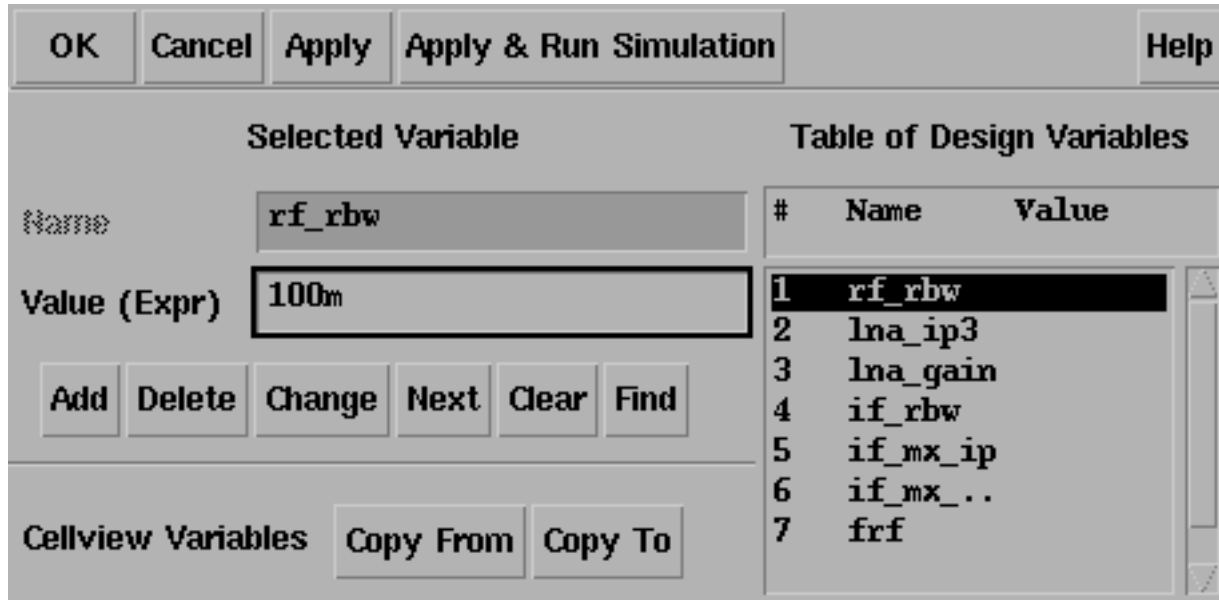 OK Cancel Apply Apply & Run Simulation Help
Selected Variable
Name rf_rbw
Value (Expr) 100m
Add Delete Change Next Clear Find
Cellview Variables Copy From Copy To
Table of Design Variables
# Name Value
1 rf_rbw
2 lna_ip3
3 lna_gain
4 if_rbw
5 if_mx_ip
6 if_mx_..
7 frf